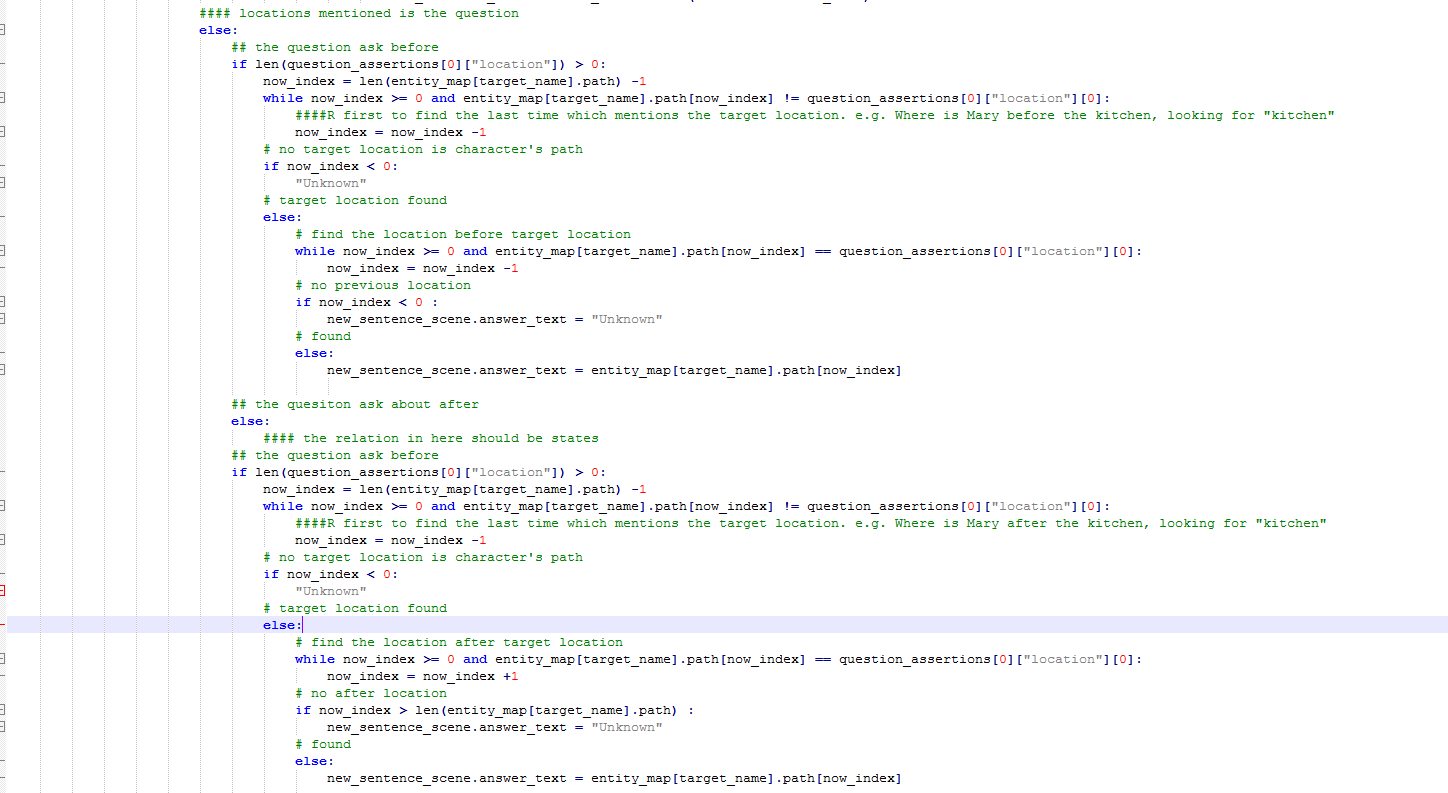 #### locations mentioned is the question
else:
## the question ask before
if len(question_assertions[0]["location"]) > 0:
now_index = len(entity_map[target_name].path) -1
while now_index >= 0 and entity_map[target_name].path[now_index] != question_assertions[0]["location"][0]:
####R first to find the last time which mentions the target location. e.g. Where is Mary before the kitchen, looking for "kitchen"
now_index = now_index -1
# no target location is character's path
if now_index < 0:
"Unknown"
# target location found
else:
# find the location before target location
while now_index >= 0 and entity_map[target_name].path[now_index] == question_assertions[0]["location"][0]:
now_index = now_index -1
# no previous location
if now_index < 0 :
new_sentence_scene.answer_text = "Unknown"
# found
else:
new_sentence_scene.answer_text = entity_map[target_name].path[now_index]
## the quesiton ask about after
else:
#### the relation in here should be states
## the question ask before
if len(question_assertions[0]["location"]) > 0:
now_index = len(entity_map[target_name].path) -1
while now_index >= 0 and entity_map[target_name].path[now_index] != question_assertions[0]["location"][0]:
####R first to find the last time which mentions the target location. e.g. Where is Mary after the kitchen, looking for "kitchen"
now_index = now_index -1
# no target location is character's path
if now_index < 0:
"Unknown"
# target location found
else:
# find the location after target location
while now_index >= 0 and entity_map[target_name].path[now_index] == question_assertions[0]["location"][0]:
now_index = now_index +1
# no after location
if now_index > len(entity_map[target_name].path) :
new_sentence_scene.answer_text = "Unknown"
# found
else:
new_sentence_scene.answer_text = entity_map[target_name].path[now_index]